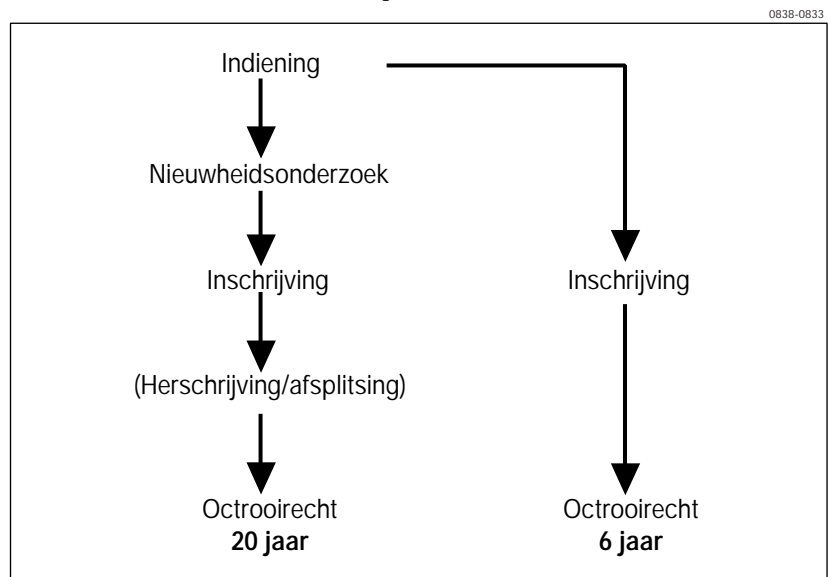 0838-0833
Indiening
Nieuwheidsonderzoek
Inschrijving
Inschrijving
(Herschrijving/afsplitsing)
Octrooirecht
20 jaar
Octrooirecht
6 jaar